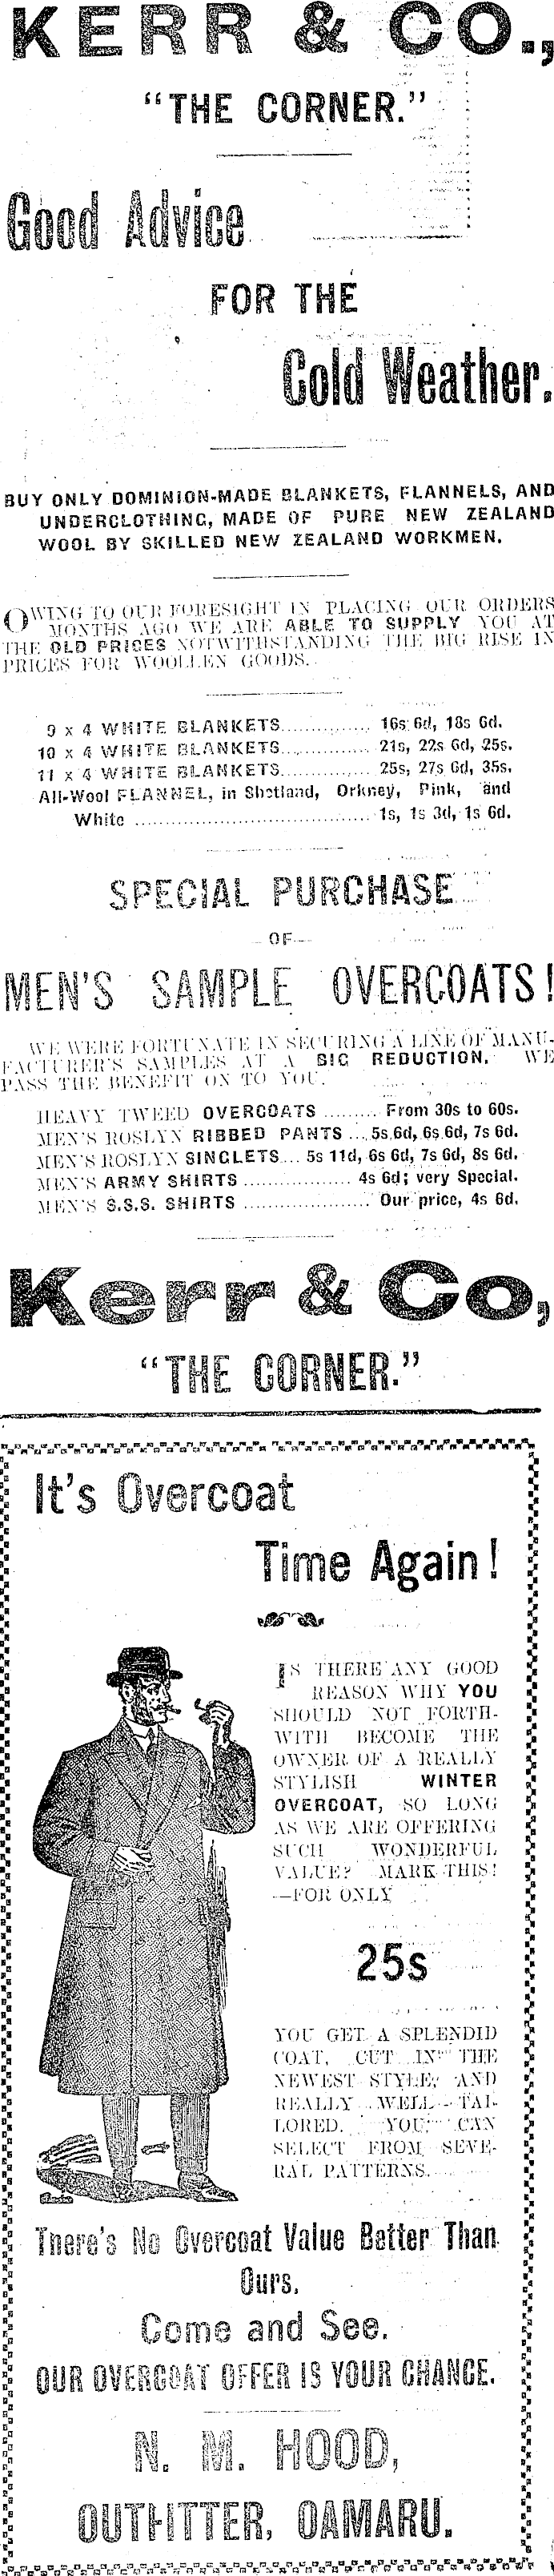 KERR & CO.,
"THE CORNER."
Good Advice
FOR THE
Cold Weather.
BUY ONLY DOMINION-MADE BLANKETS, FLANNELS, AND
UNDERCLOTHING, MADE OF PURE NEW ZEALAND
WOOL BY SKILLED NEW ZEALAND WORKMEN.
OWING TO OUR FORESIGHT IN PLACING OUR ORDERS
MONTHS AGO WE ARE ABLE TO SUPPLY YOU AT
THE OLD PRICES NOTWITHSTANDING THE BIG RISE IN
PRICES FOR WOOLLEN GOODS.
9 x 4 WHITE BLANKETS.............. 16s 6d, 18s 6d.
10 x 4 WHITE BLANKETS.............. 21s, 22s 6d, 25s.
11 x 4 WHITE BLANKETS.............. 25s, 27s 6d, 35s.
All-Wool FLANNEL, in Shetland, Orkney, Pink, and
White .................................... 1s, 1s 3d, 1s 6d.
SPECIAL PURCHASE
—OF—
MEN'S SAMPLE OVERCOATS!
WE WERE FORTUNATE IN SECURING A LINE OF MANU-
FACTURER'S SAMPLES AT A BIG REDUCTION. WE
PASS THE BENEFIT ON TO YOU.
HEAVY TWEED OVERCOATS ......... From 30s to 60s.
MEN'S ROSLYN RIBBED PANTS ... 5s 6d, 6s 6d, 7s 6d.
MEN'S ROSLYN SINGLETS... 5s 11d, 6s 6d, 7s 6d, 8s 6d.
MEN'S ARMY SHIRTS .................. 4s 6d; very Special.
MEN'S S.S.S. SHIRTS ..................... Our price, 4s 6d.
Kerr & Co,
"THE CORNER."
It's Overcoat
Time Again!
IS THERE ANY GOOD
REASON WHY YOU
SHOULD NOT FORTH-
WITH BECOME THE
OWNER OF A REALLY
STYLISH WINTER
OVERCOAT, SO LONG
AS WE ARE OFFERING
SUCH WONDERFUL
VALUE? MARK THIS!
—FOR ONLY
25s
YOU GET A SPLENDID
COAT, CUT IN THE
NEWEST STYLE, AND
REALLY WELL-TAI-
LORED. YOU CAN
SELECT FROM SEVE-
RAL PATTERNS.
There's No Overcoat Value Better Than
Ours.
Come and See.
OUR OVERCOAT OFFER IS YOUR CHANCE.
N. M. HOOD,
OUTFITTER, OAMARU.